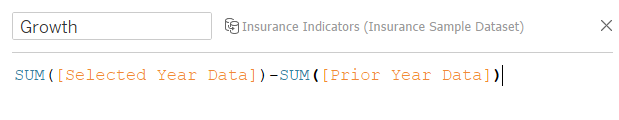 Growth
Insurance Indicators (Insurance Sample Dataset)
SUM([Selected Year Data])-SUM([Prior Year Data])